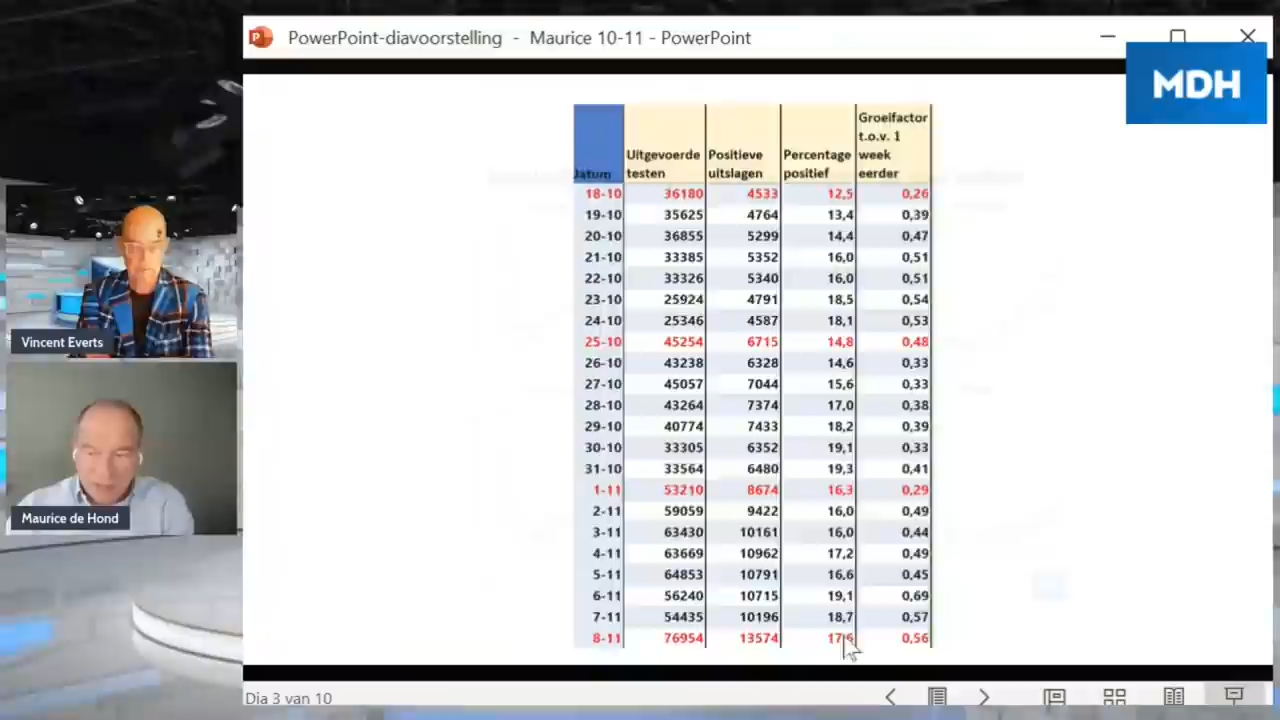 PowerPoint-diavoorstelling - Maurice 10-11 - PowerPoint
MDH
Datum Uitgevoerde testen Positieve uitslagen Percentage positief Groeifactor t.o.v. 1 week eerder
18-10 36180 4533 12,5 0,26
19-10 35625 4764 13,4 0,39
20-10 36855 5299 14,4 0,47
21-10 33385 5352 16,0 0,51
22-10 33326 5340 16,0 0,51
23-10 25924 4791 18,5 0,54
24-10 25346 4587 18,1 0,53
25-10 45254 6715 14,8 0,48
26-10 43238 6328 14,6 0,33
27-10 45057 7044 15,6 0,33
28-10 43264 7374 17,0 0,38
29-10 40774 7433 18,2 0,39
30-10 33305 6352 19,1 0,33
31-10 33564 6480 19,3 0,41
1-11 53210 8674 16,3 0,29
2-11 59059 9422 16,0 0,49
3-11 63430 10161 16,0 0,44
4-11 63669 10962 17,2 0,49
5-11 64853 10791 16,6 0,45
6-11 56240 10715 19,1 0,69
7-11 54435 10196 18,7 0,57
8-11 76954 13574 17,6 0,56
Vincent Everts
Maurice de Hond
Dia 3 van 10